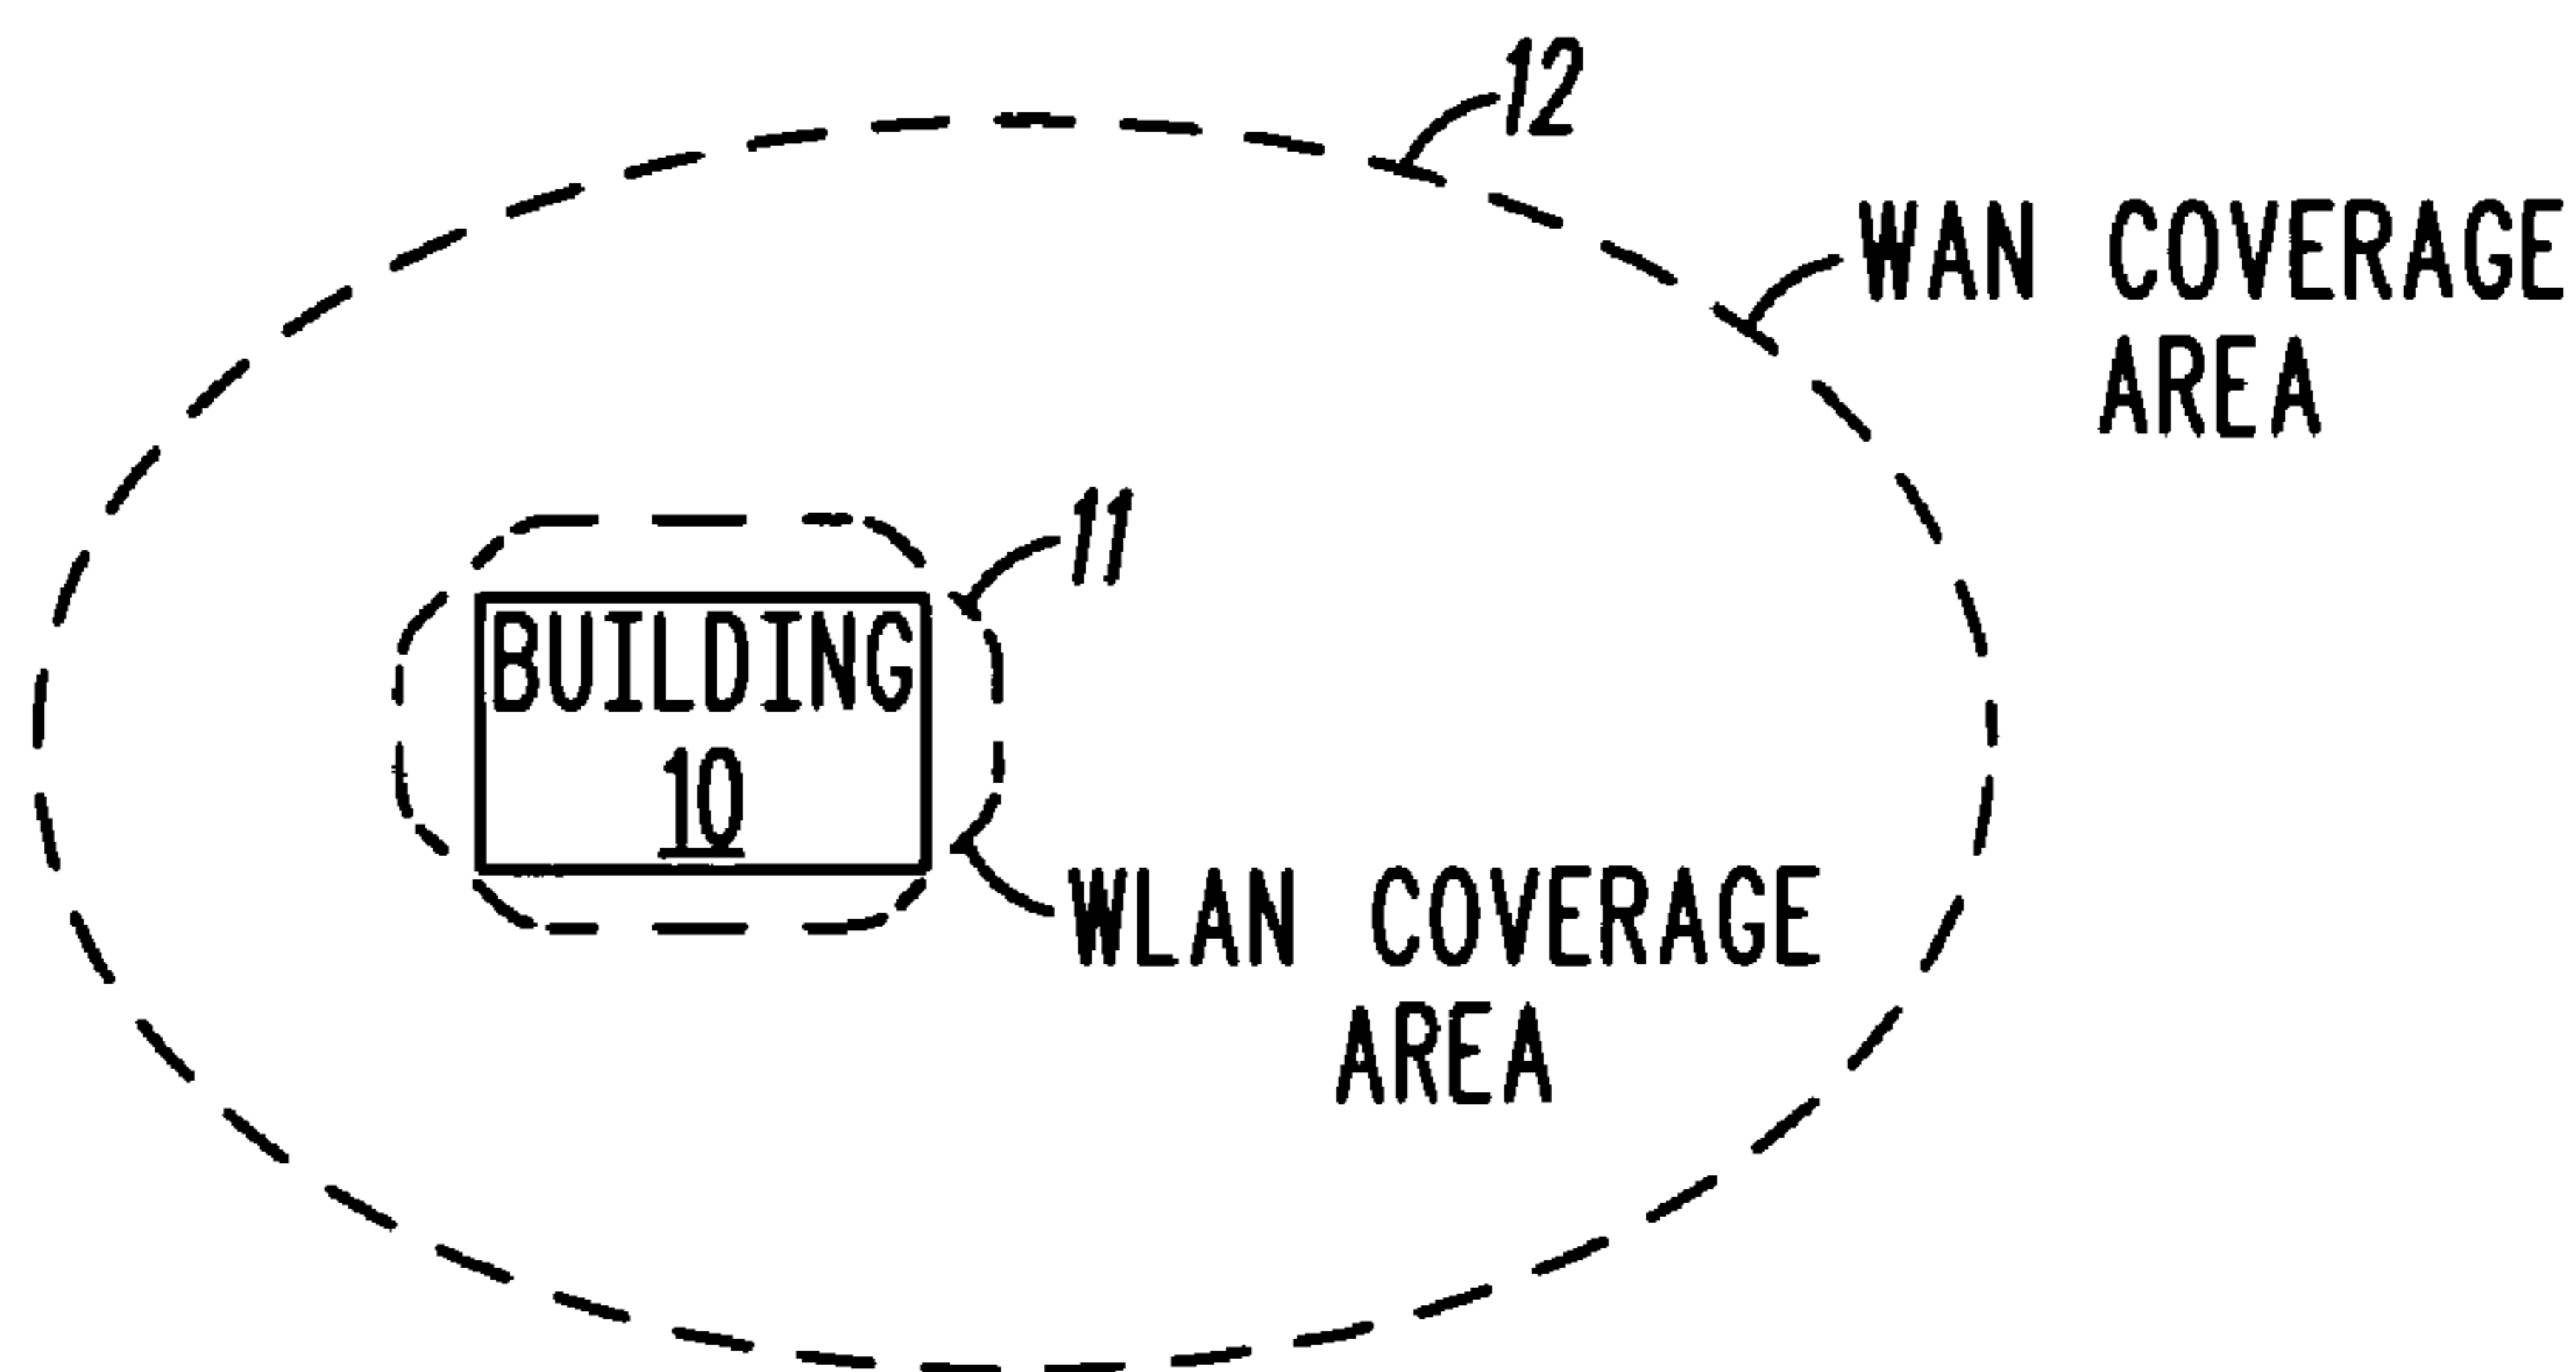 12
WAN COVERAGE
AREA
11
BUILDING
10
WLAN COVERAGE
AREA